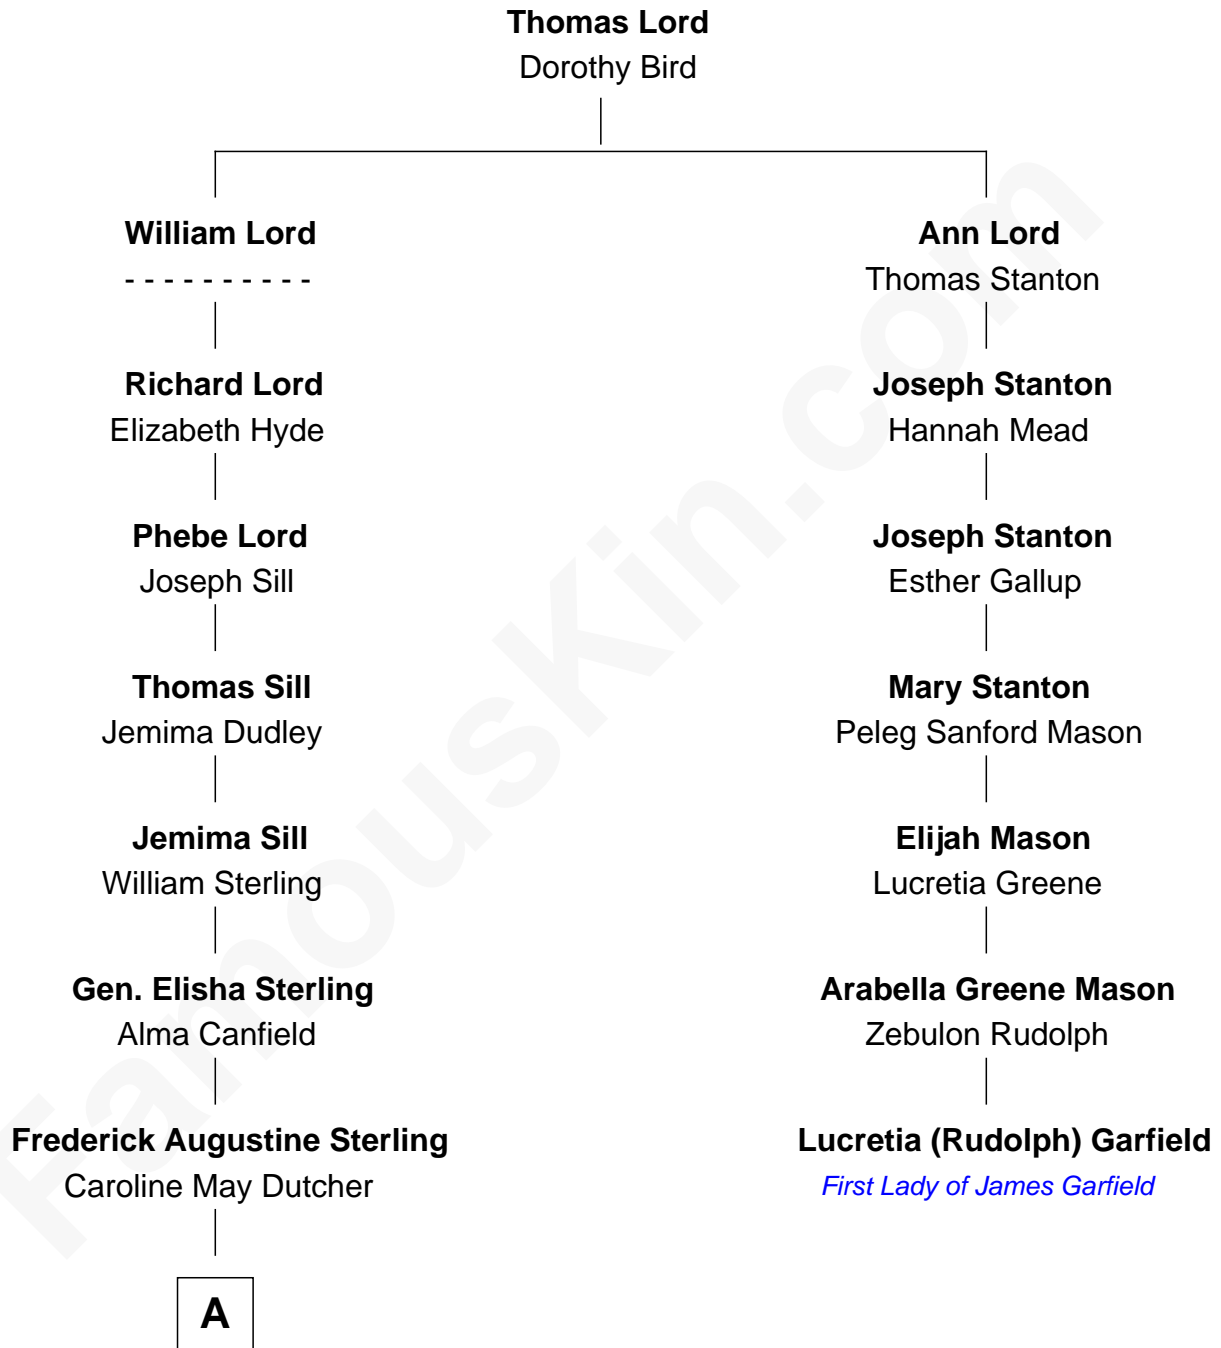 Thomas Lord
Dorothy Bird
William Lord
- - - - - - - - - -
Richard Lord
Elizabeth Hyde
Phebe Lord
Joseph Sill
Thomas Sill
Jemima Dudley
Jemima Sill
William Sterling
Gen. Elisha Sterling
Alma Canfield
Frederick Augustine Sterling
Caroline May Dutcher
A
Ann Lord
Thomas Stanton
Joseph Stanton
Hannah Mead
Joseph Stanton
Esther Gallup
Mary Stanton
Peleg Sanford Mason
Elijah Mason
Lucretia Greene
Arabella Greene Mason
Zebulon Rudolph
Lucretia (Rudolph) Garfield
First Lady of James Garfield
FamousKin.com